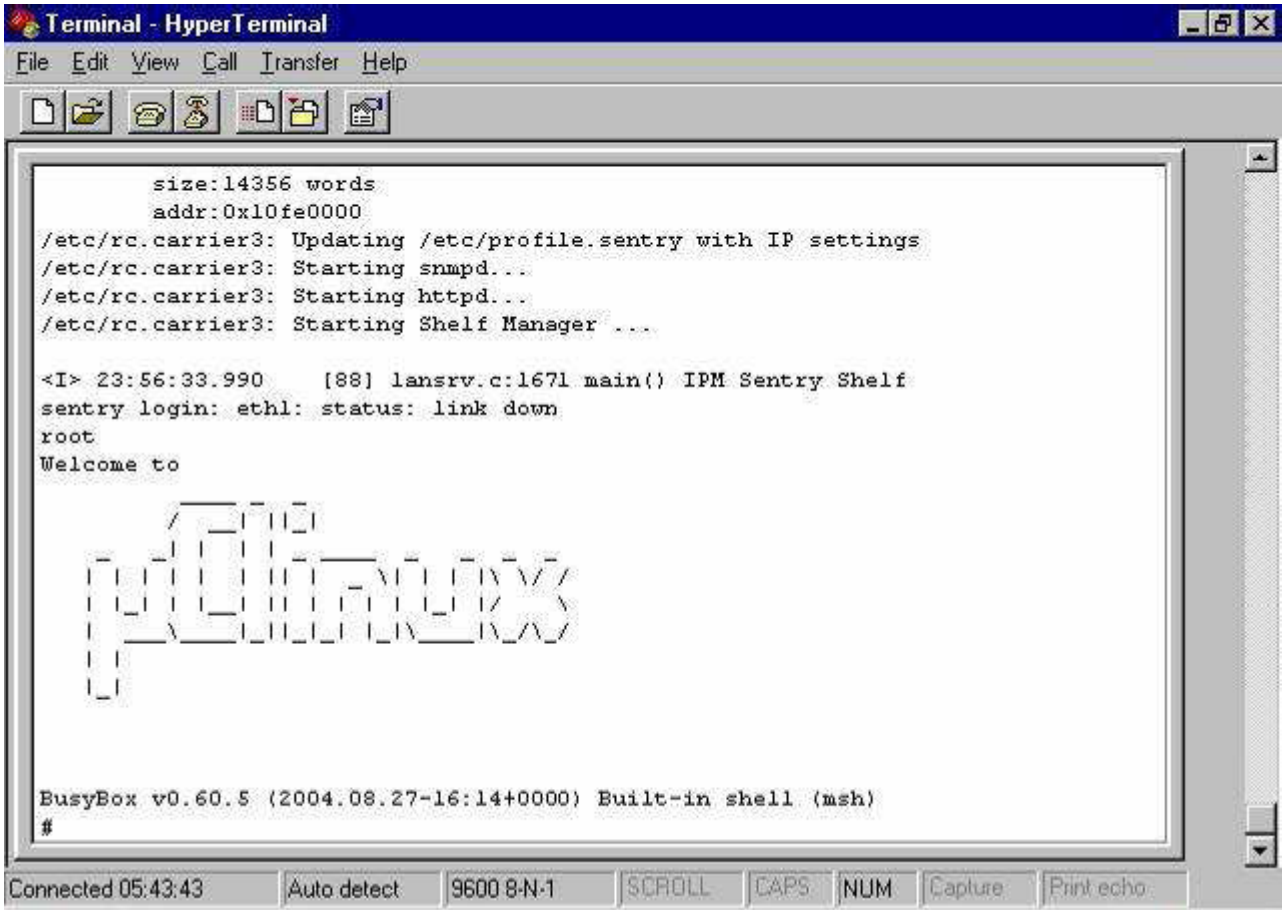 Terminal - HyperTerminal
File Edit View Call Transfer Help
size:14356 words
addr:0x10fe0000
/etc/rc.carrier3: Updating /etc/profile.sentry with IP settings
/etc/rc.carrier3: Starting snmpd...
/etc/rc.carrier3: Starting httpd...
/etc/rc.carrier3: Starting Shelf Manager ...
<I> 23:56:33.990 [88] lansrv.c:1671 main() IPM Sentry Shelf
sentry login: eth1: status: link down
root
Welcome to
µClinux
BusyBox v0.60.5 (2004.08.27-16:14+0000) Built-in shell (msh)
#
Connected 05:43:43 Auto detect 9600 8-N-1 SCROLL CAPS NUM Capture Print echo